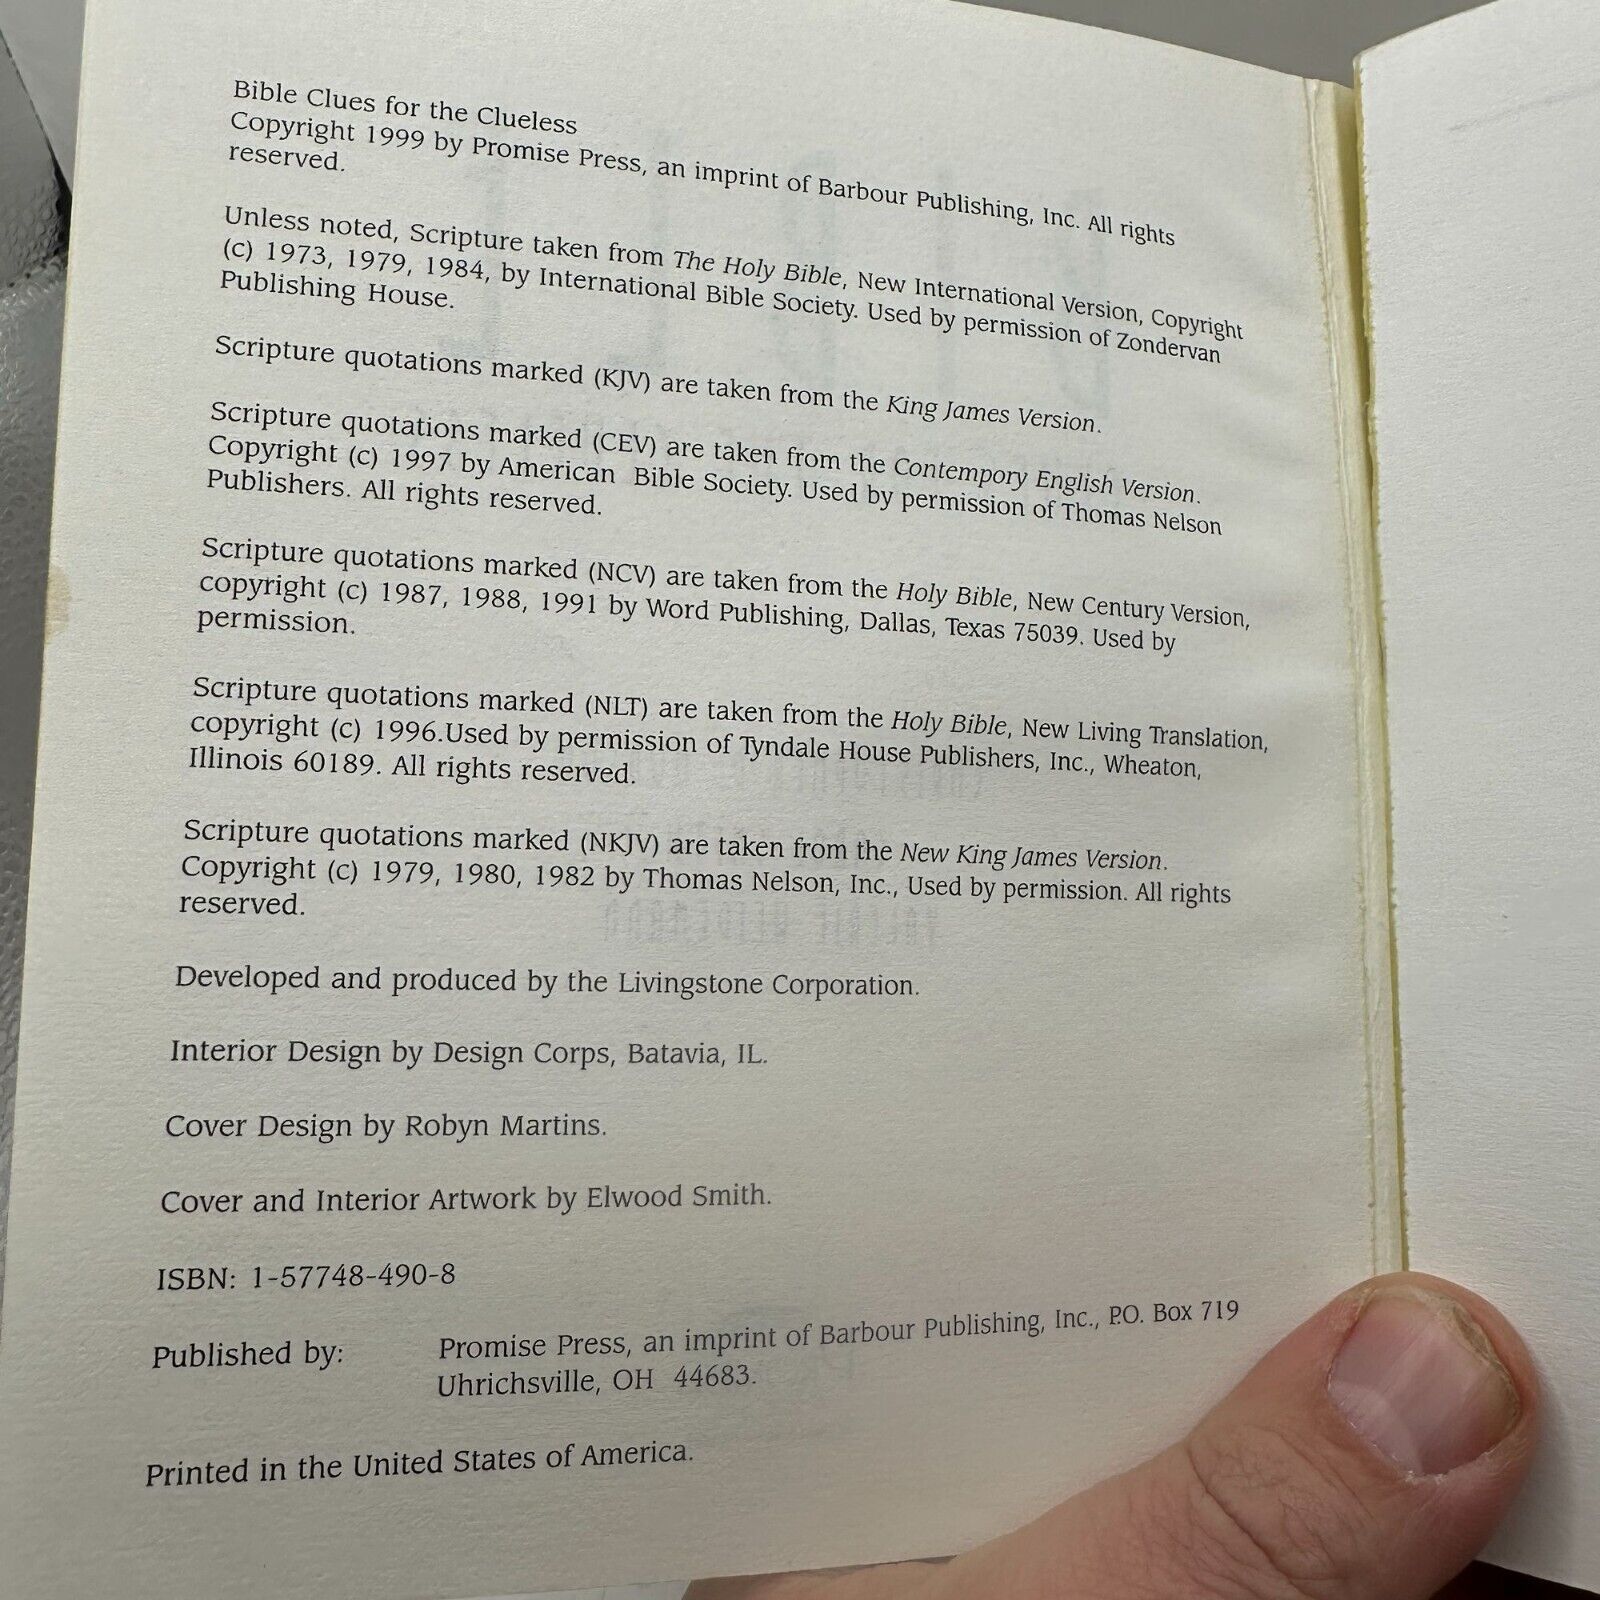 Bible Clues for the Clueless
Copyright 1999 by Promise Press, an imprint of Barbour Publishing, Inc. All rights
reserved.
Unless noted, Scripture taken from The Holy Bible, New International Version, Copyright
(c) 1973, 1979, 1984, by International Bible Society. Used by permission of Zondervan
Publishing House.
Scripture quotations marked (KJV) are taken from the King James Version.
Scripture quotations marked (CEV) are taken from the Contempory English Version.
Copyright (c) 1997 by American Bible Society. Used by permission of Thomas Nelson
Publishers. All rights reserved.
Scripture quotations marked (NCV) are taken from the Holy Bible, New Century Version,
copyright (c) 1987, 1988, 1991 by Word Publishing, Dallas, Texas 75039. Used by
permission.
Scripture quotations marked (NLT) are taken from the Holy Bible, New Living Translation,
copyright (c) 1996.Used by permission of Tyndale House Publishers, Inc., Wheaton,
Illinois 60189. All rights reserved.
Scripture quotations marked (NKJV) are taken from the New King James Version.
Copyright (c) 1979, 1980, 1982 by Thomas Nelson, Inc., Used by permission. All rights
reserved.
Developed and produced by the Livingstone Corporation.
Interior Design by Design Corps, Batavia, IL.
Cover Design by Robyn Martins.
Cover and Interior Artwork by Elwood Smith.
ISBN: 1-57748-490-8
Published by: Promise Press, an imprint of Barbour Publishing, Inc., P.O. Box 719
Uhrichsville, OH 44683.
Printed in the United States of America.